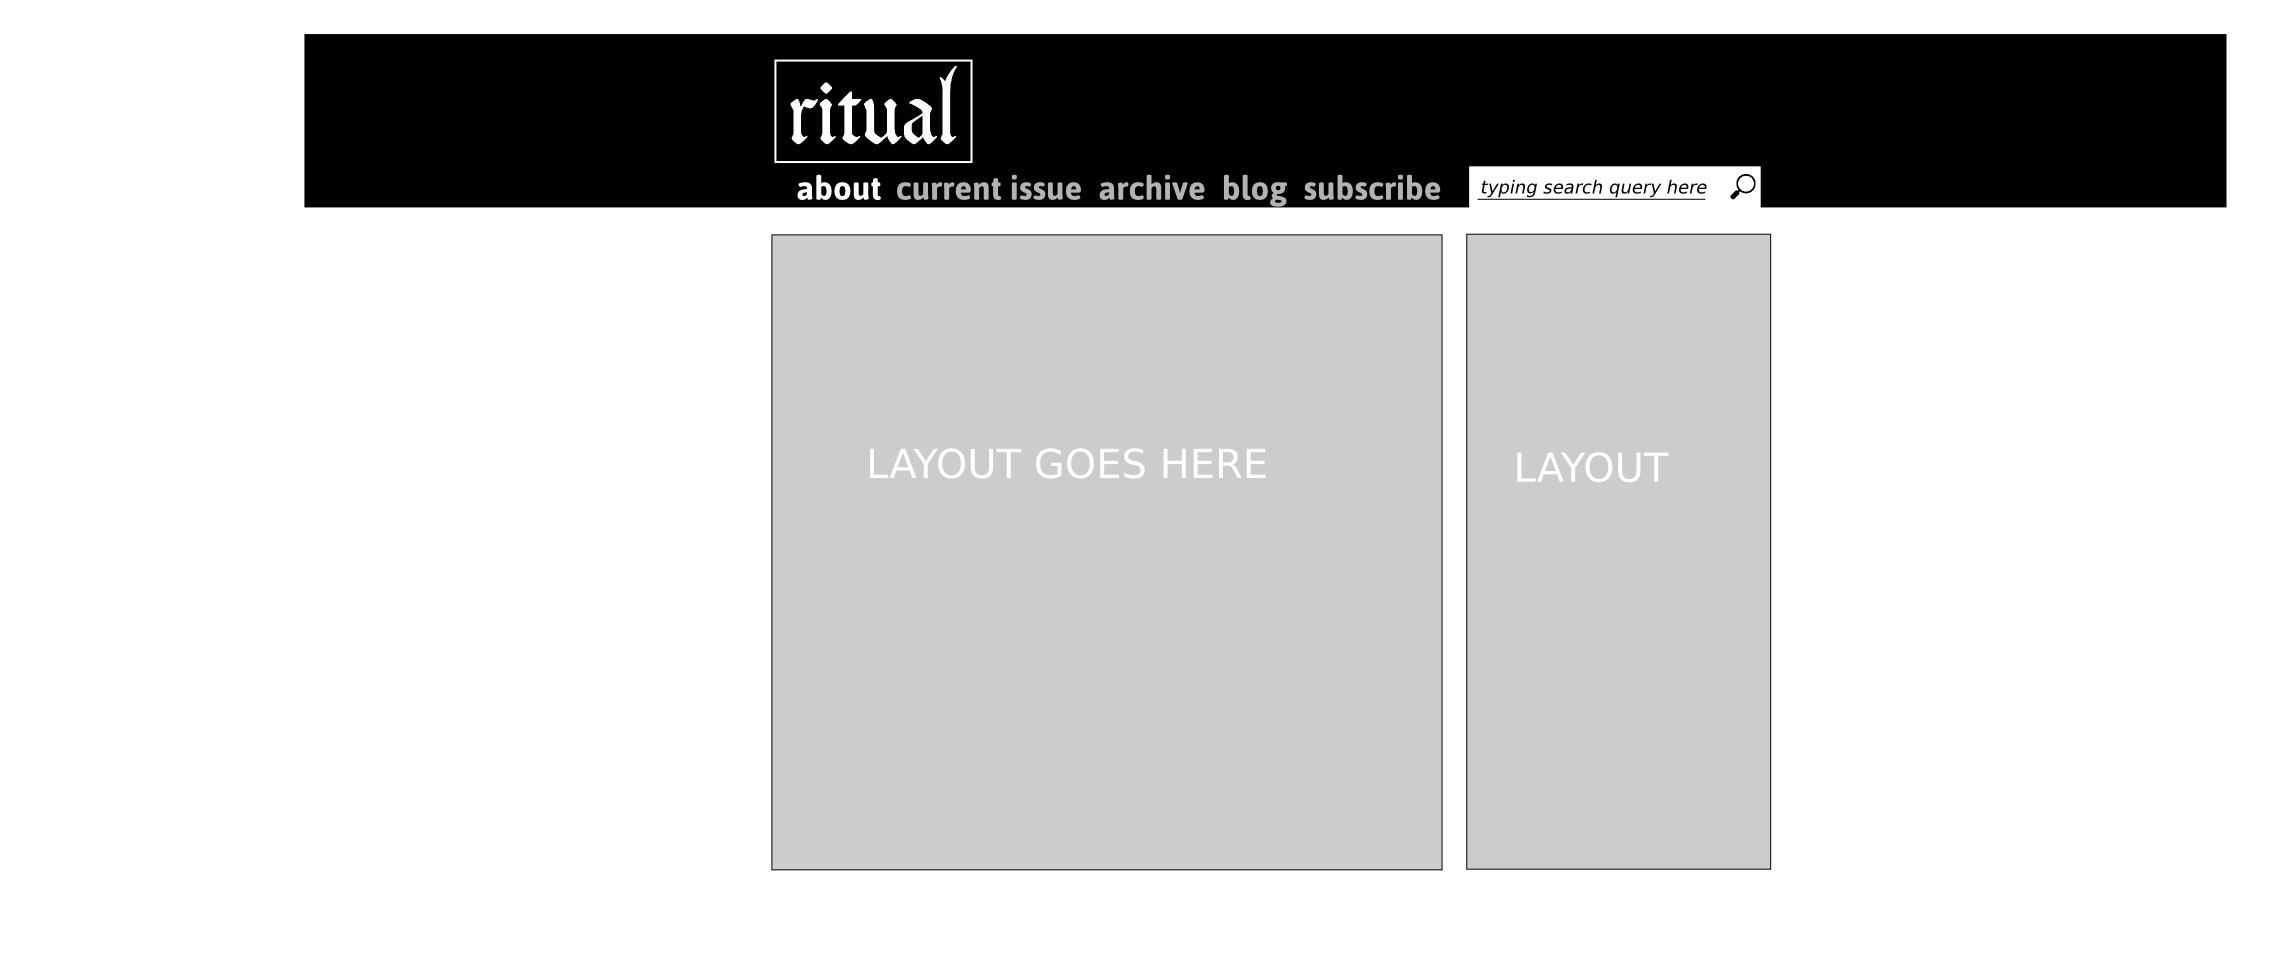 ritual
about current issue archive blog subscribe typing search query here
LAYOUT GOES HERE
LAYOUT